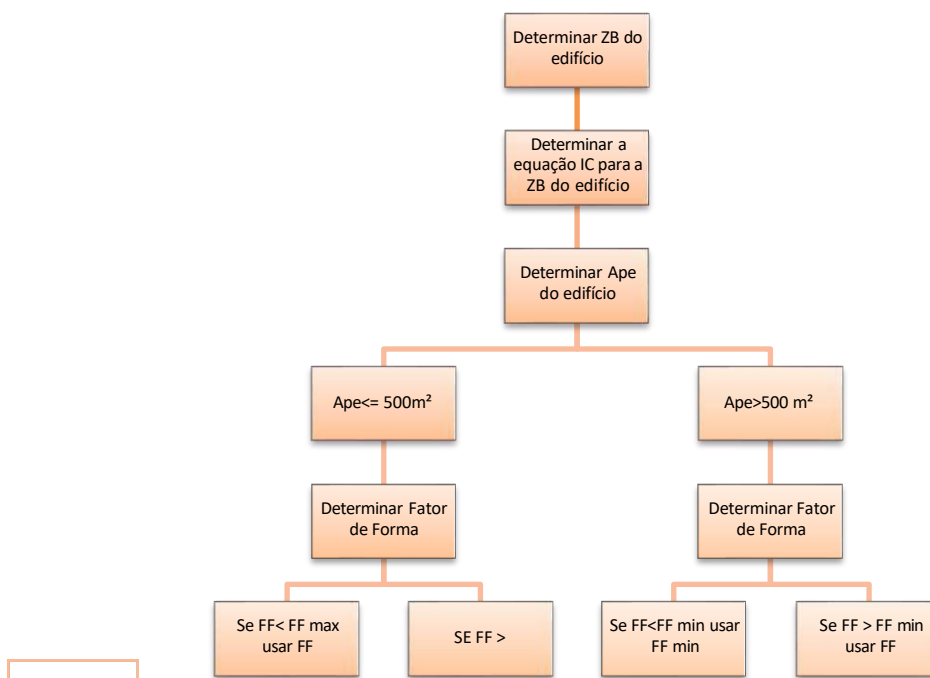 Determinar ZB do
edifício
Determinar a
equação IC para a
ZB do edifício
Determinar Ape
do edifício
Ape<= 500m²
Ape>500 m²
Determinar Fator
de Forma
Determinar Fator
de Forma
Se FF< FF max
usar FF
SE FF >
Se FF<FF min usar
FF min
Se FF > FF min
usar FF